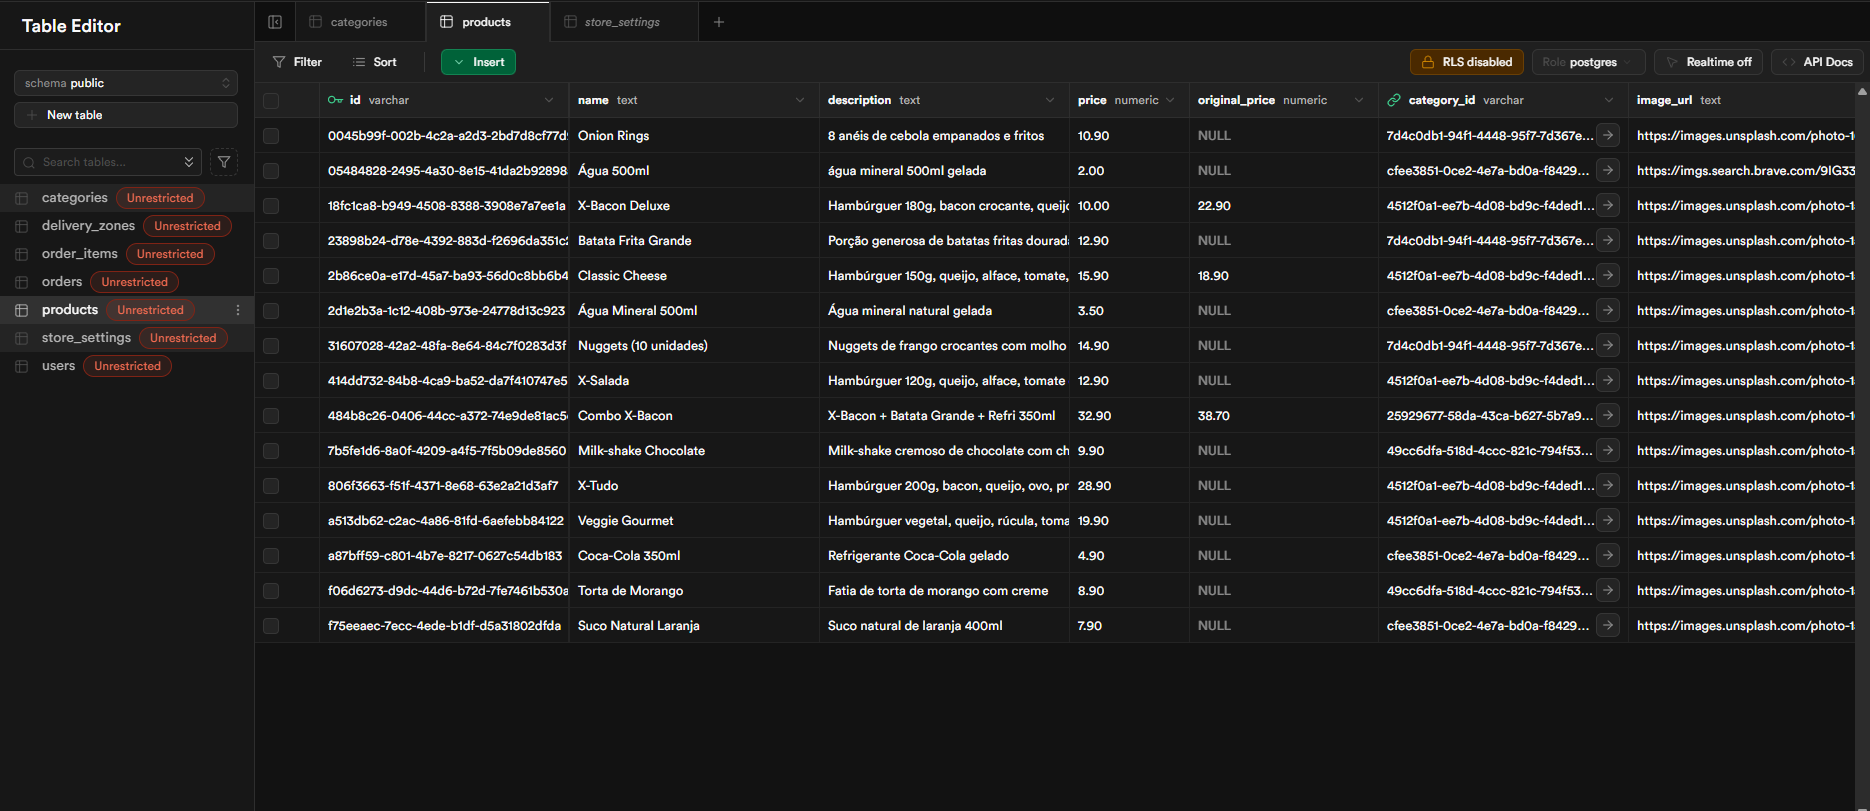 Table Editor
categories
products
store_settings
Filter
Sort
Insert
RLS disabled
Role postgres
Realtime off
API Docs
schema public
New table
Search tables...
categories Unrestricted
delivery_zones Unrestricted
order_items Unrestricted
orders Unrestricted
products Unrestricted
store_settings Unrestricted
users Unrestricted
id varchar name text description text price numeric original_price numeric category_id varchar image_url text
0045b99f-002b-4c2a-a2d3-2bd7d8cf77d Onion Rings 8 anéis de cebola empanados e fritos 10.90 NULL 7d4c0db1-94f1-4448-95f7-7d367e... https://images.unsplash.com/photo-1
05484828-2495-4a30-8e15-41da2b92898 Água 500ml água mineral 500ml gelada 2.00 NULL cfee3851-0ce2-4e7a-bd0a-f8429... https://imgs.search.brave.com/9IG33
18fc1ca8-b949-4508-8388-3908e7a7ee1a X-Bacon Deluxe Hambúrguer 180g, bacon crocante, queijo 10.00 22.90 4512f0a1-ee7b-4d08-bd9c-f4ded1... https://images.unsplash.com/photo-1
23898b24-d78e-4392-883d-f2696da351c2 Batata Frita Grande Porção generosa de batatas fritas dourada 12.90 NULL 7d4c0db1-94f1-4448-95f7-7d367e... https://images.unsplash.com/photo-1
2b86ce0a-e17d-45a7-ba93-56d0c8bb6b4 Classic Cheese Hambúrguer 150g, queijo, alface, tomate, 15.90 18.90 4512f0a1-ee7b-4d08-bd9c-f4ded1... https://images.unsplash.com/photo-1
2d1e2b3a-1c12-408b-973e-24778d13c923 Água Mineral 500ml Água mineral natural gelada 3.50 NULL cfee3851-0ce2-4e7a-bd0a-f8429... https://images.unsplash.com/photo-1
31607028-42a2-48fa-8e64-84c7f0283d3f Nuggets (10 unidades) Nuggets de frango crocantes com molho 14.90 NULL 7d4c0db1-94f1-4448-95f7-7d367e... https://images.unsplash.com/photo-1
414dd732-84b8-4ca9-ba52-da7f410747e5 X-Salada Hambúrguer 120g, queijo, alface, tomate 12.90 NULL 4512f0a1-ee7b-4d08-bd9c-f4ded1... https://images.unsplash.com/photo-1
484b8c26-0406-44cc-a372-74e9de81ac5 Combo X-Bacon X-Bacon + Batata Grande + Refri 350ml 32.90 38.70 25929677-58da-43ca-b627-5b7a9... https://images.unsplash.com/photo-1
7b5fe1d6-8a0f-4209-a4f5-7f5b09de8560 Milk-shake Chocolate Milk-shake cremoso de chocolate com ch 9.90 NULL 49cc6dfa-518d-4ccc-821c-794f53... https://images.unsplash.com/photo-1
806f3663-f51f-4371-8e68-63e2a21d3af7 X-Tudo Hambúrguer 200g, bacon, queijo, ovo, pr 28.90 NULL 4512f0a1-ee7b-4d08-bd9c-f4ded1... https://images.unsplash.com/photo-1
a513db62-c2ac-4a86-81fd-6aefebb84122 Veggie Gourmet Hambúrguer vegetal, queijo, rúcula, toma 19.90 NULL 4512f0a1-ee7b-4d08-bd9c-f4ded1... https://images.unsplash.com/photo-1
a87bff59-c801-4b7e-8217-0627c54db183 Coca-Cola 350ml Refrigerante Coca-Cola gelado 4.90 NULL cfee3851-0ce2-4e7a-bd0a-f8429... https://images.unsplash.com/photo-1
f06d6273-d9dc-44d6-b72d-7fe7461b530a Torta de Morango Fatia de torta de morango com creme 8.90 NULL 49cc6dfa-518d-4ccc-821c-794f53... https://images.unsplash.com/photo-1
f75eeaec-7ecc-4ede-b1df-d5a31802dfda Suco Natural Laranja Suco natural de laranja 400ml 7.90 NULL cfee3851-0ce2-4e7a-bd0a-f8429... https://images.unsplash.com/photo-1